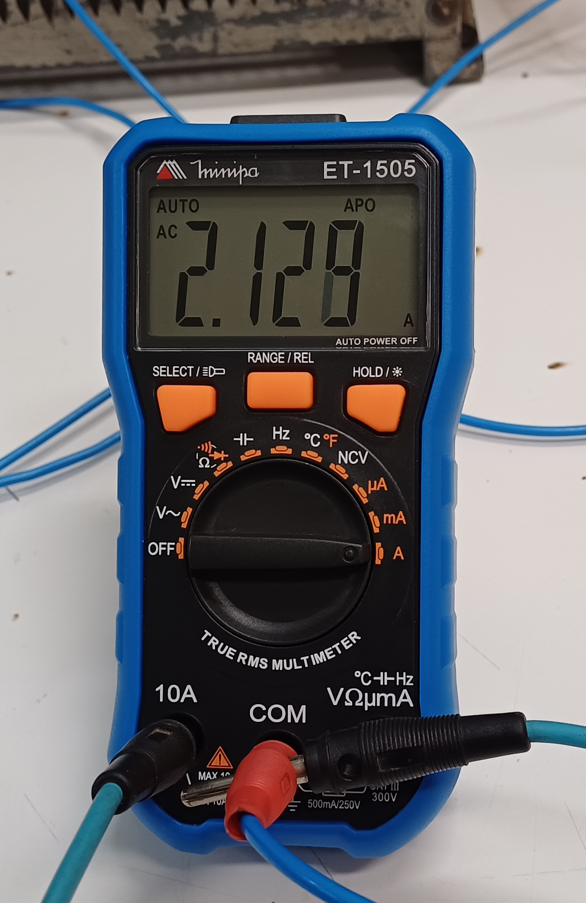 minipa ET-1505
AUTO APO
AC 2.128 A
AUTO POWER OFF
RANGE / REL
SELECT / HOLD /
Hz
°C °F
Ω NCV
V μA
V~ mA
OFF A
TRUE RMS MULTIMETER
°C Hz
10A VΩμmA
COM
MAX
500mA/250V
300V